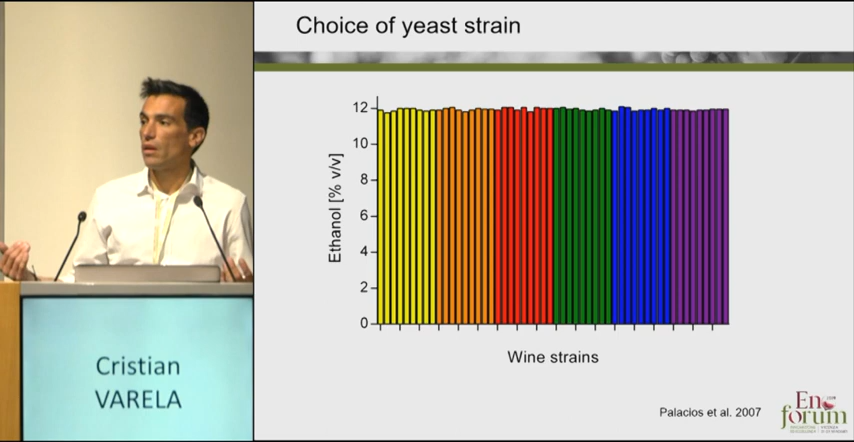 Choice of yeast strain
Ethanol [% v/v]
12
10
8
6
4
2
0
Wine strains
Palacios et al. 2007
En
forum
Cristian
VARELA